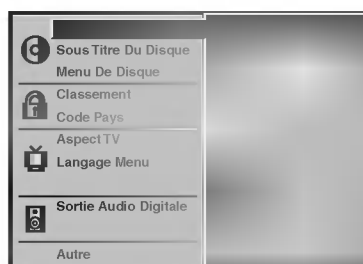 Sous Titre Du Disque
Menu De Disque
Classement
Code Pays
Aspect TV
Langage Menu
Sortie Audio Digitale
Autre